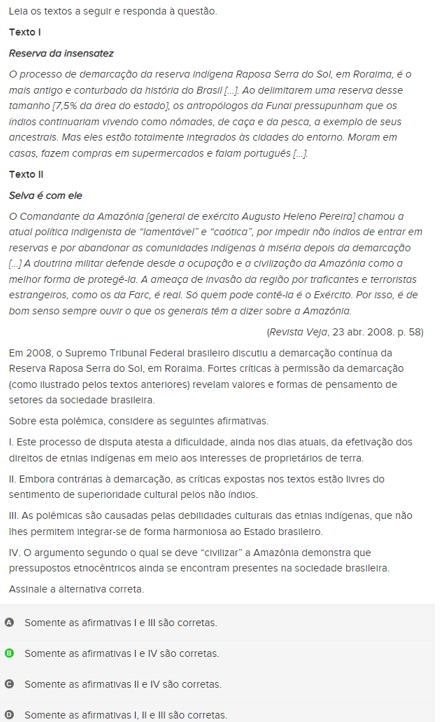 Leia os textos a seguir e responda à questão.
Texto I
Reserva da insensatez
O processo de demarcação da reserva indígena Raposa Serra do Sol, em Roraima, é o
mais antigo e conturbado da história do Brasil [...]. Ao delimitarem uma reserva desse
tamanho [7,5% da área do estado], os antropólogos da Funai pressupunham que os
índios continuariam vivendo como nômades, de caça e da pesca, a exemplo de seus
ancestrais. Mas eles estão totalmente integrados às cidades do entorno. Moram em
casas, fazem compras em supermercados e falam português [...].
Texto II
Selva é com ele
O Comandante da Amazônia [general de exército Augusto Heleno Pereira] chamou a
atual política indigenista de “lamentável” e “caótica”, por impedir não índios de entrar em
reservas e por abandonar as comunidades indígenas à miséria depois da demarcação
[...] A doutrina militar defende desde a ocupação e a civilização da Amazônia como a
melhor forma de protegê-la. A ameaça de invasão da região por traficantes e terroristas
estrangeiros, como os da Farc, é real. Só quem pode contê-la é o Exército. Por isso, é de
bom senso sempre ouvir o que os generais têm a dizer sobre a Amazônia.
(Revista Veja, 23 abr. 2008. p. 58)
Em 2008, o Supremo Tribunal Federal brasileiro discutiu a demarcação contínua da
Reserva Raposa Serra do Sol, em Roraima. Fortes críticas à permissão da demarcação
(como ilustrado pelos textos anteriores) revelam valores e formas de pensamento de
setores da sociedade brasileira.
Sobre esta polêmica, considere as seguintes afirmativas.
I. Este processo de disputa atesta a dificuldade, ainda nos dias atuais, da efetivação dos
direitos de etnias indígenas em meio aos interesses de proprietários de terra.
II. Embora contrárias à demarcação, as críticas expostas nos textos estão livres do
sentimento de superioridade cultural pelos não índios.
III. As polêmicas são causadas pelas debilidades culturais das etnias indígenas, que não
lhes permitem integrar-se de forma harmoniosa ao Estado brasileiro.
IV. O argumento segundo o qual se deve “civilizar” a Amazônia demonstra que
pressupostos etnocêntricos ainda se encontram presentes na sociedade brasileira.
Assinale a alternativa correta.
A Somente as afirmativas I e III são corretas.
B Somente as afirmativas I e IV são corretas.
C Somente as afirmativas II e IV são corretas.
D Somente as afirmativas I, II e III são corretas.